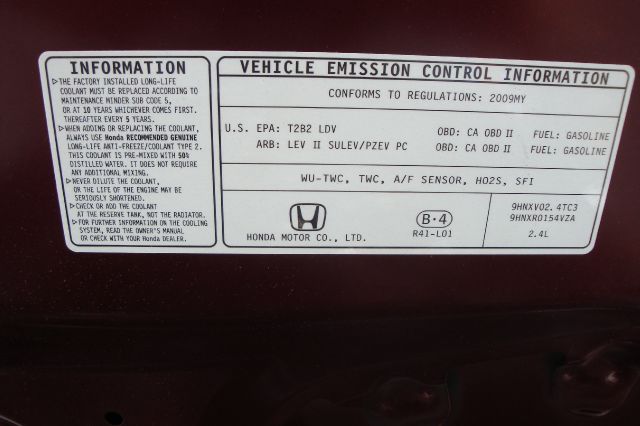 INFORMATION
▷THE FACTORY INSTALLED LONG-LIFE
COOLANT MUST BE REPLACED ACCORDING TO
MAINTENANCE MINDER SUB CODE 5,
OR AT 10 YEARS WHICHEVER COMES FIRST.
THEREAFTER EVERY 5 YEARS.
▷WHEN ADDING OR REPLACING THE COOLANT,
ALWAYS USE Honda RECOMMENDED GENUINE
LONG-LIFE ANTI-FREEZE/COOLANT TYPE 2.
THIS COOLANT IS PRE-MIXED WITH 50%
DISTILLED WATER. IT DOES NOT REQUIRE
ANY ADDITIONAL MIXING.
▷NEVER DILUTE THE COOLANT,
OR THE LIFE OF THE ENGINE MAY BE
SERIOUSLY SHORTENED.
▷CHECK OR ADD THE COOLANT
AT THE RESERVE TANK, NOT THE RADIATOR.
▷FOR FURTHER INFORMATION ON THE COOLING
SYSTEM, READ THE OWNER'S MANUAL
OR CHECK WITH YOUR Honda DEALER.
VEHICLE EMISSION CONTROL INFORMATION
CONFORMS TO REGULATIONS: 2009MY
U.S. EPA: T2B2 LDV OBD: CA OBD II FUEL: GASOLINE
ARB: LEV II SULEV/PZEV PC OBD: CA OBD II FUEL: GASOLINE
WU-TWC, TWC, A/F SENSOR, HO2S, SFI
HONDA MOTOR CO., LTD.
B·4
R41-L01
9HNXV02.4TC3
9HNXR0154VZA
2.4L